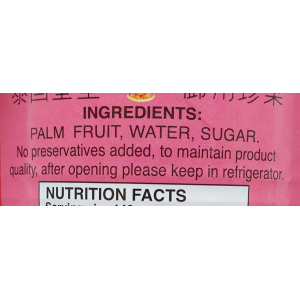 INGREDIENTS:
PALM FRUIT, WATER, SUGAR.
No preservatives added, to maintain product
quality, after opening please keep in refrigerator.
NUTRITION FACTS